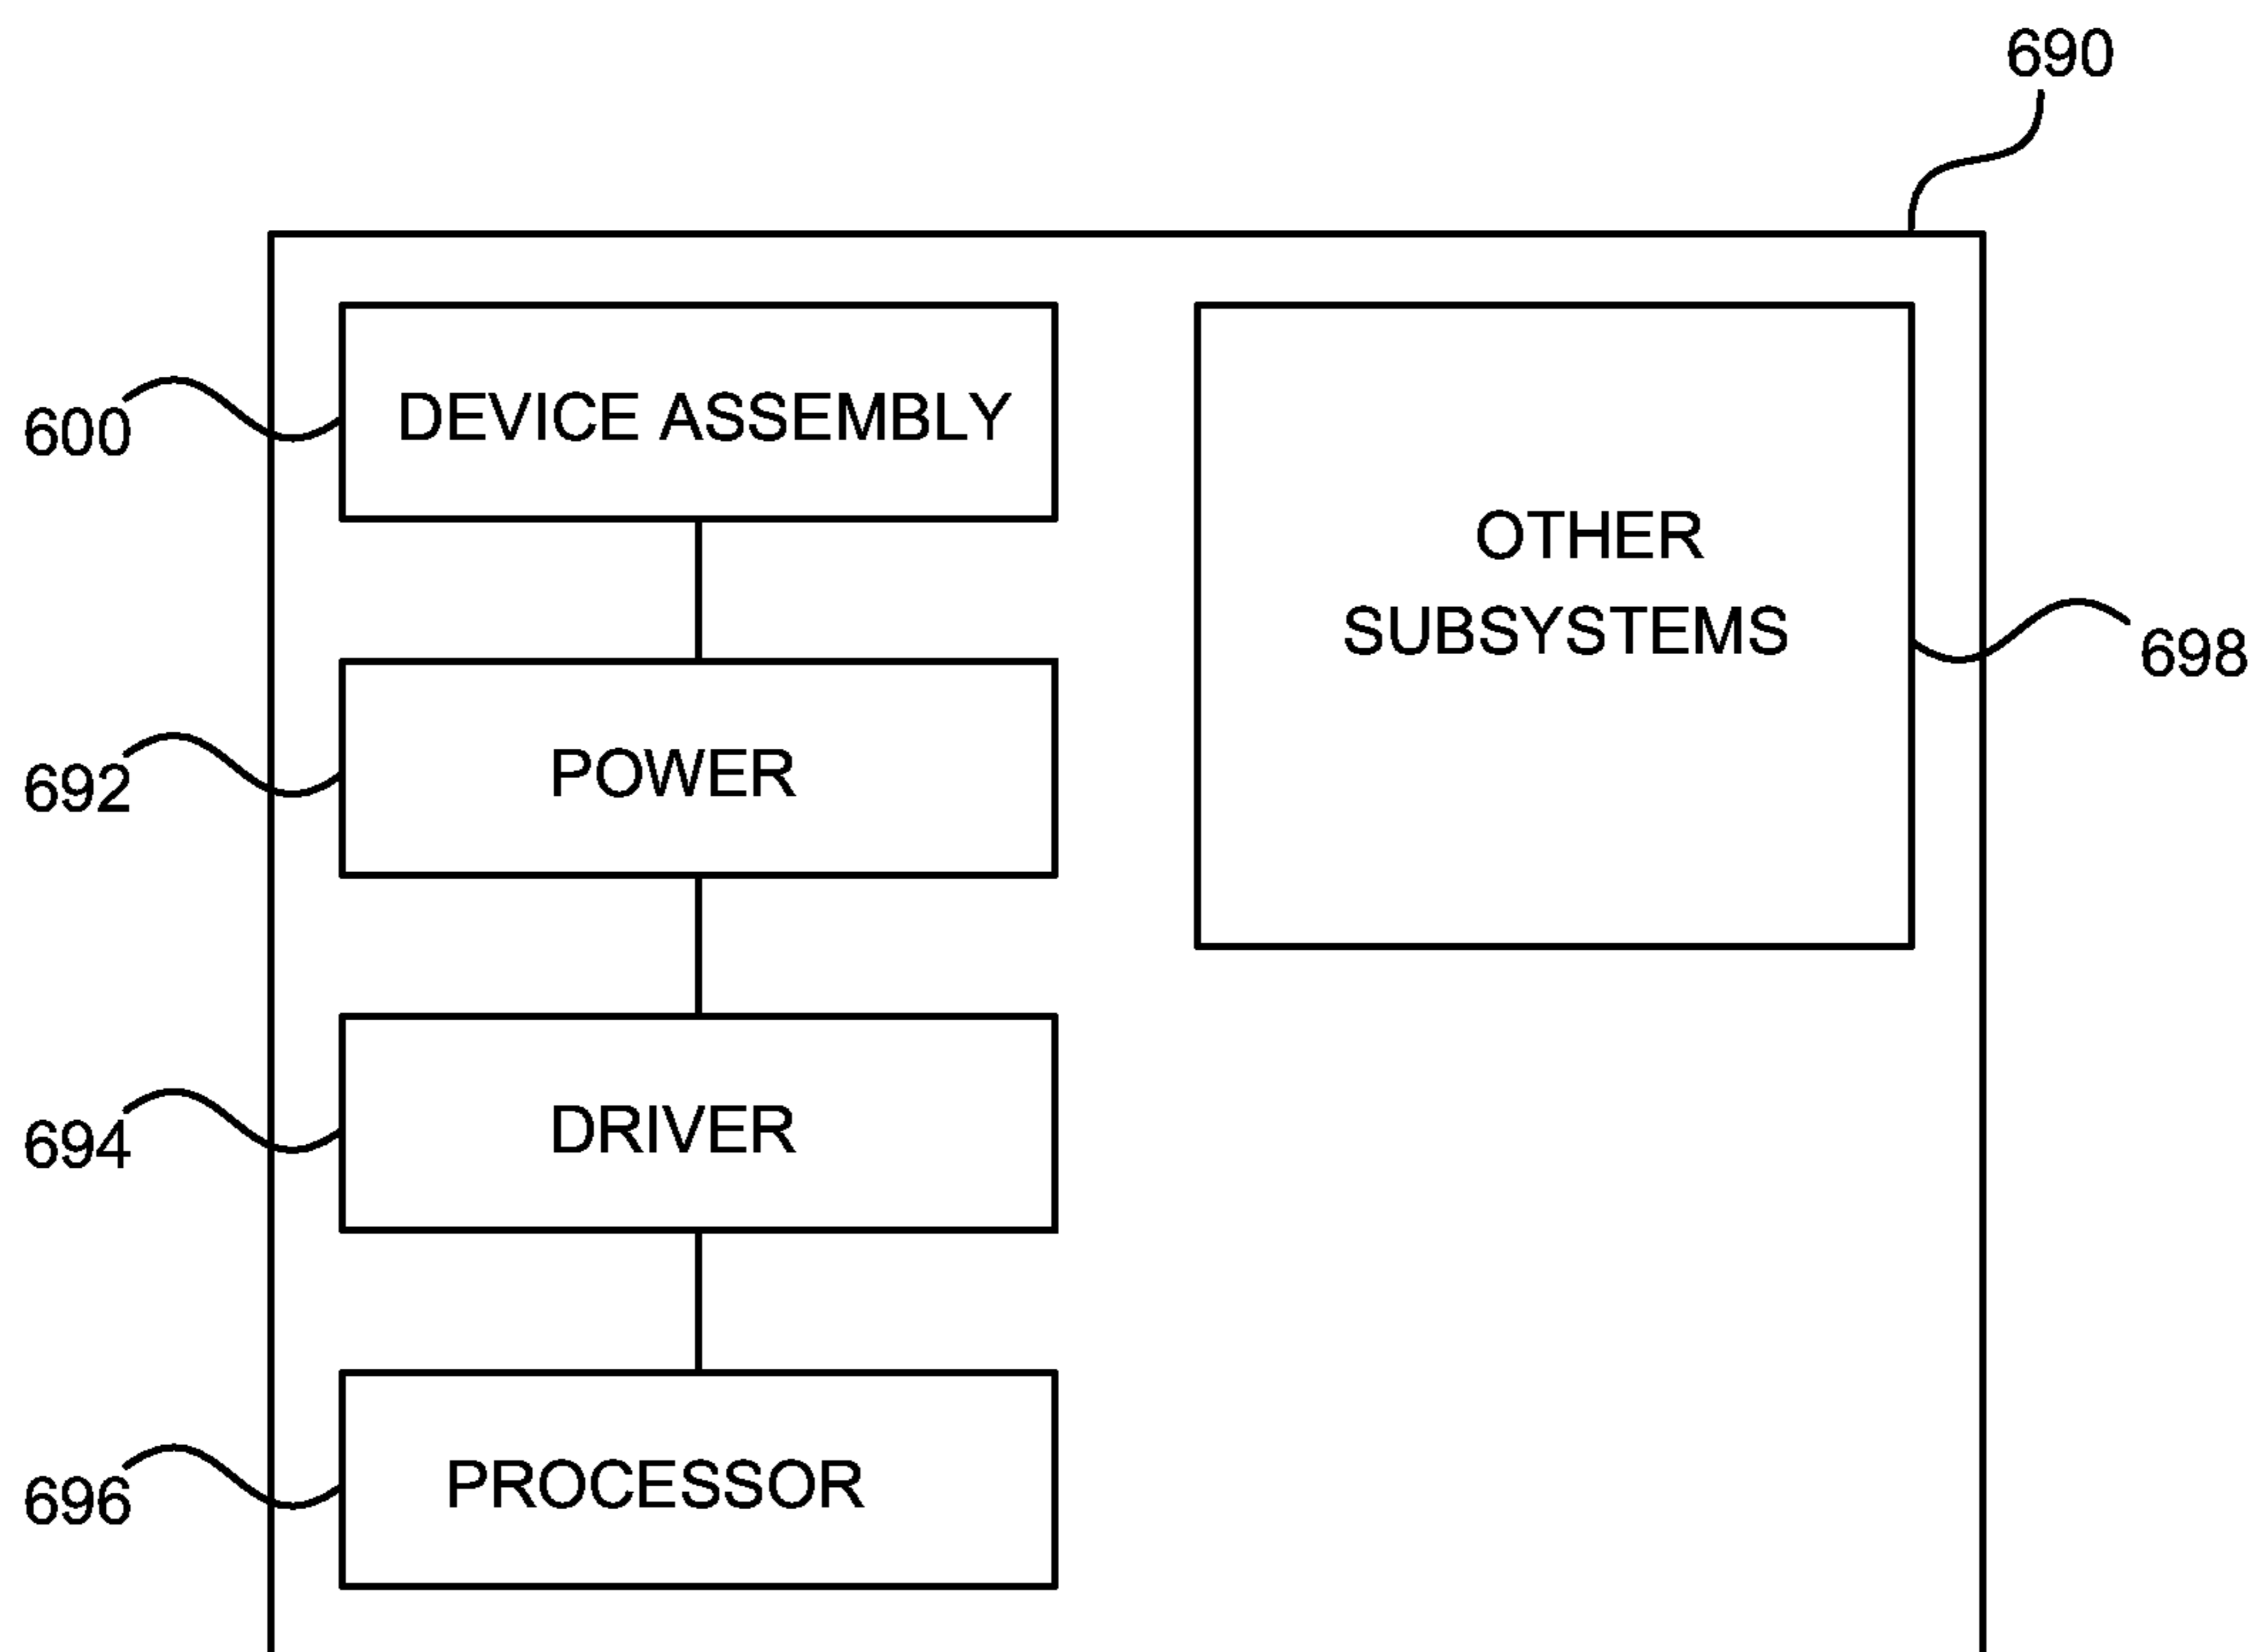 690
600
DEVICE ASSEMBLY
OTHER
SUBSYSTEMS
698
692
POWER
694
DRIVER
696
PROCESSOR